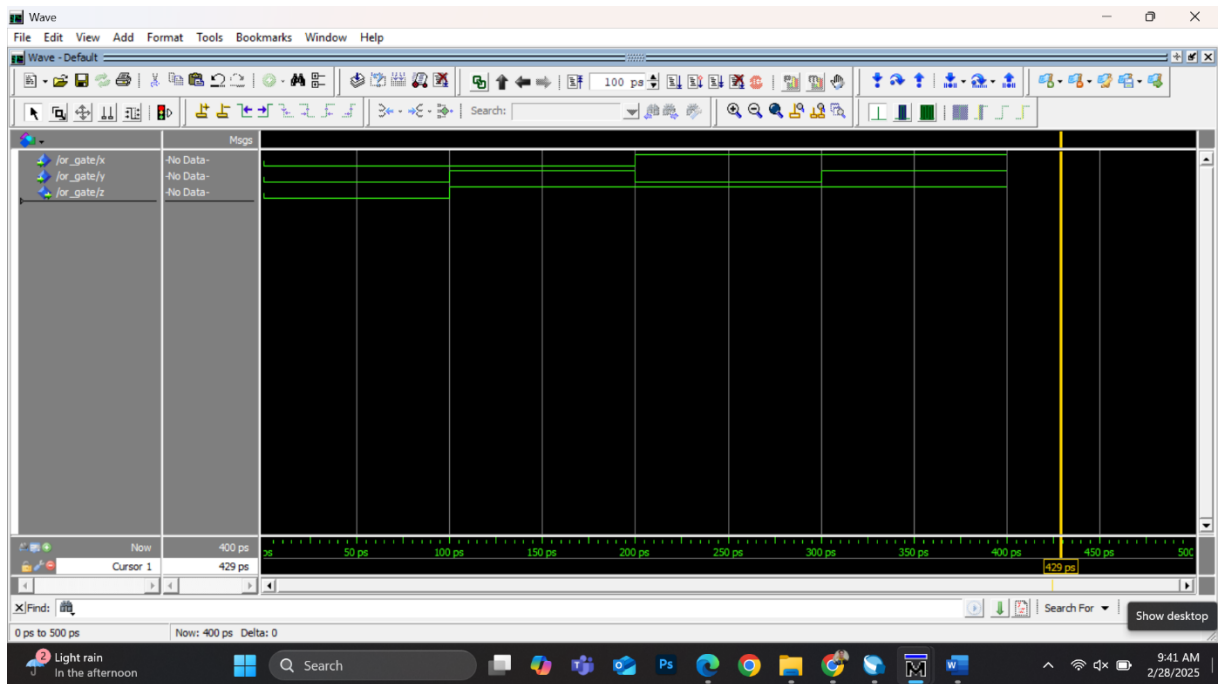 Wave
File Edit View Add Format Tools Bookmarks Window Help
Wave - Default
100 ps
Search:
Msgs
/or_gate/x -No Data-
/or_gate/y -No Data-
/or_gate/z -No Data-
Now 400 ps
Cursor 1 429 ps
ps 50 ps 100 ps 150 ps 200 ps 250 ps 300 ps 350 ps 400 ps 450 ps 500
429 ps
Find:
Search For
Show desktop
0 ps to 500 ps Now: 400 ps Delta: 0
2 Light rain
In the afternoon
Search
Ps
M
W
9:41 AM
2/28/2025